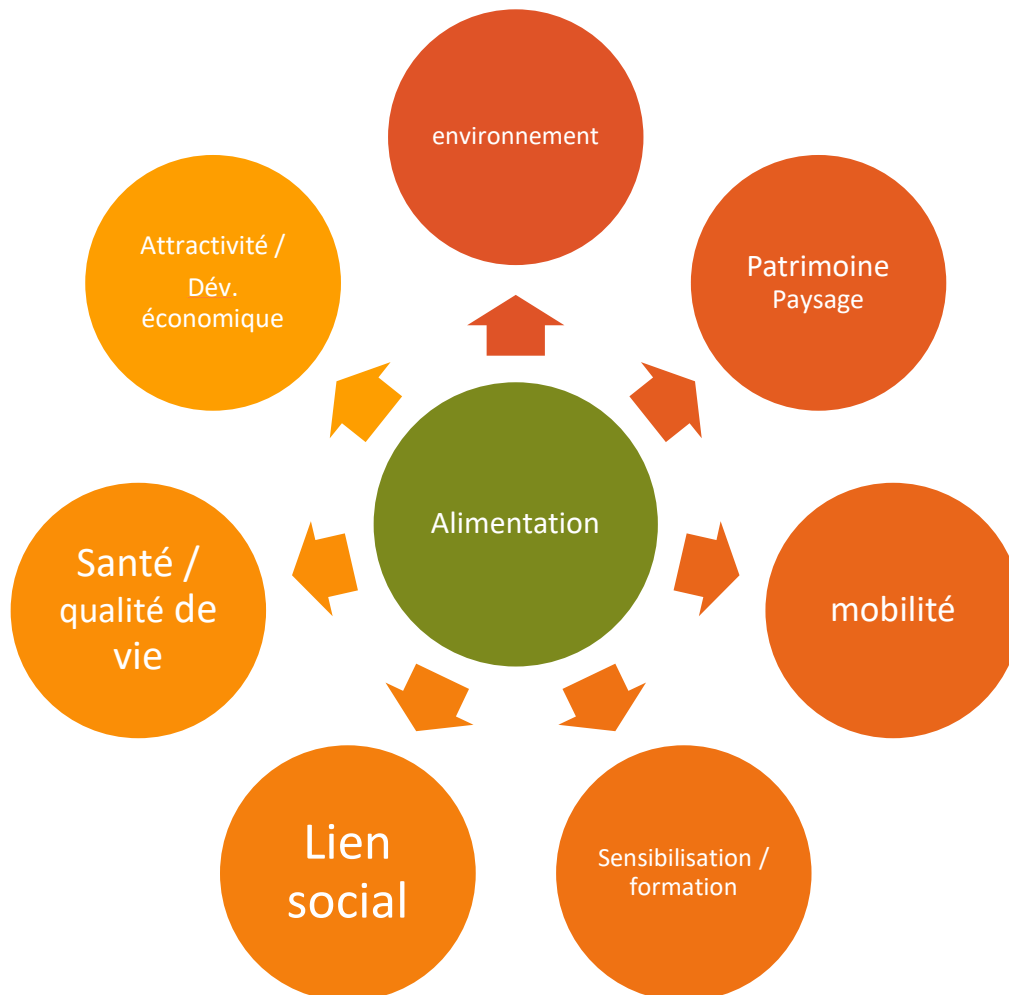 environnement
Patrimoine
Paysage
mobilité
Sensibilisation /
formation
Lien
social
Santé /
qualité de
vie
Attractivité /
Dév.
économique
Alimentation